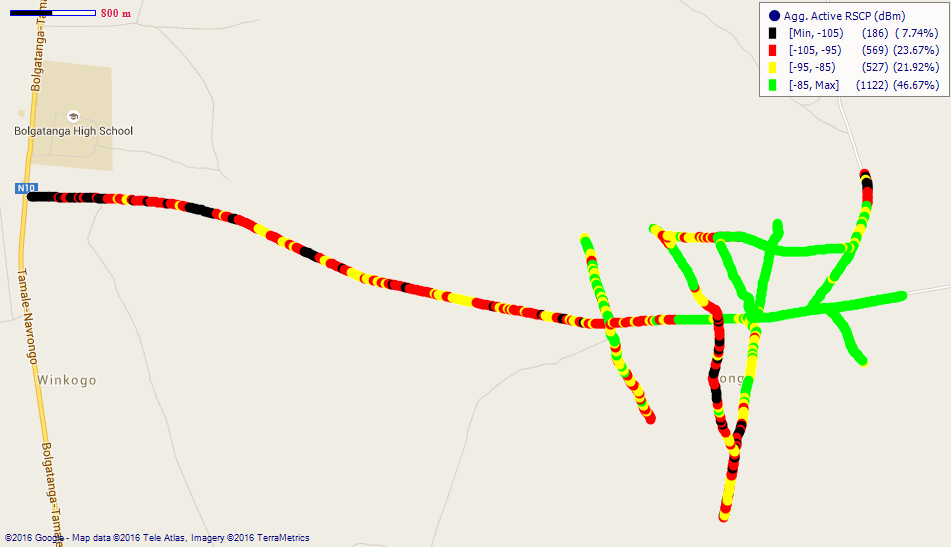 800 m
Agg. Active RSCP (dBm)
[Min, -105) (186) ( 7.74%)
[-105, -95) (569) (23.67%)
[-95, -85) (527) (21.92%)
[-85, Max] (1122) (46.67%)
Bolgatanga-Tama
Bolgatanga High School
N10
Tamale-Navrongo
Winkogo
ong
Bolgatanga-Tamale
©2016 Google - Map data ©2016 Tele Atlas, Imagery ©2016 TerraMetrics